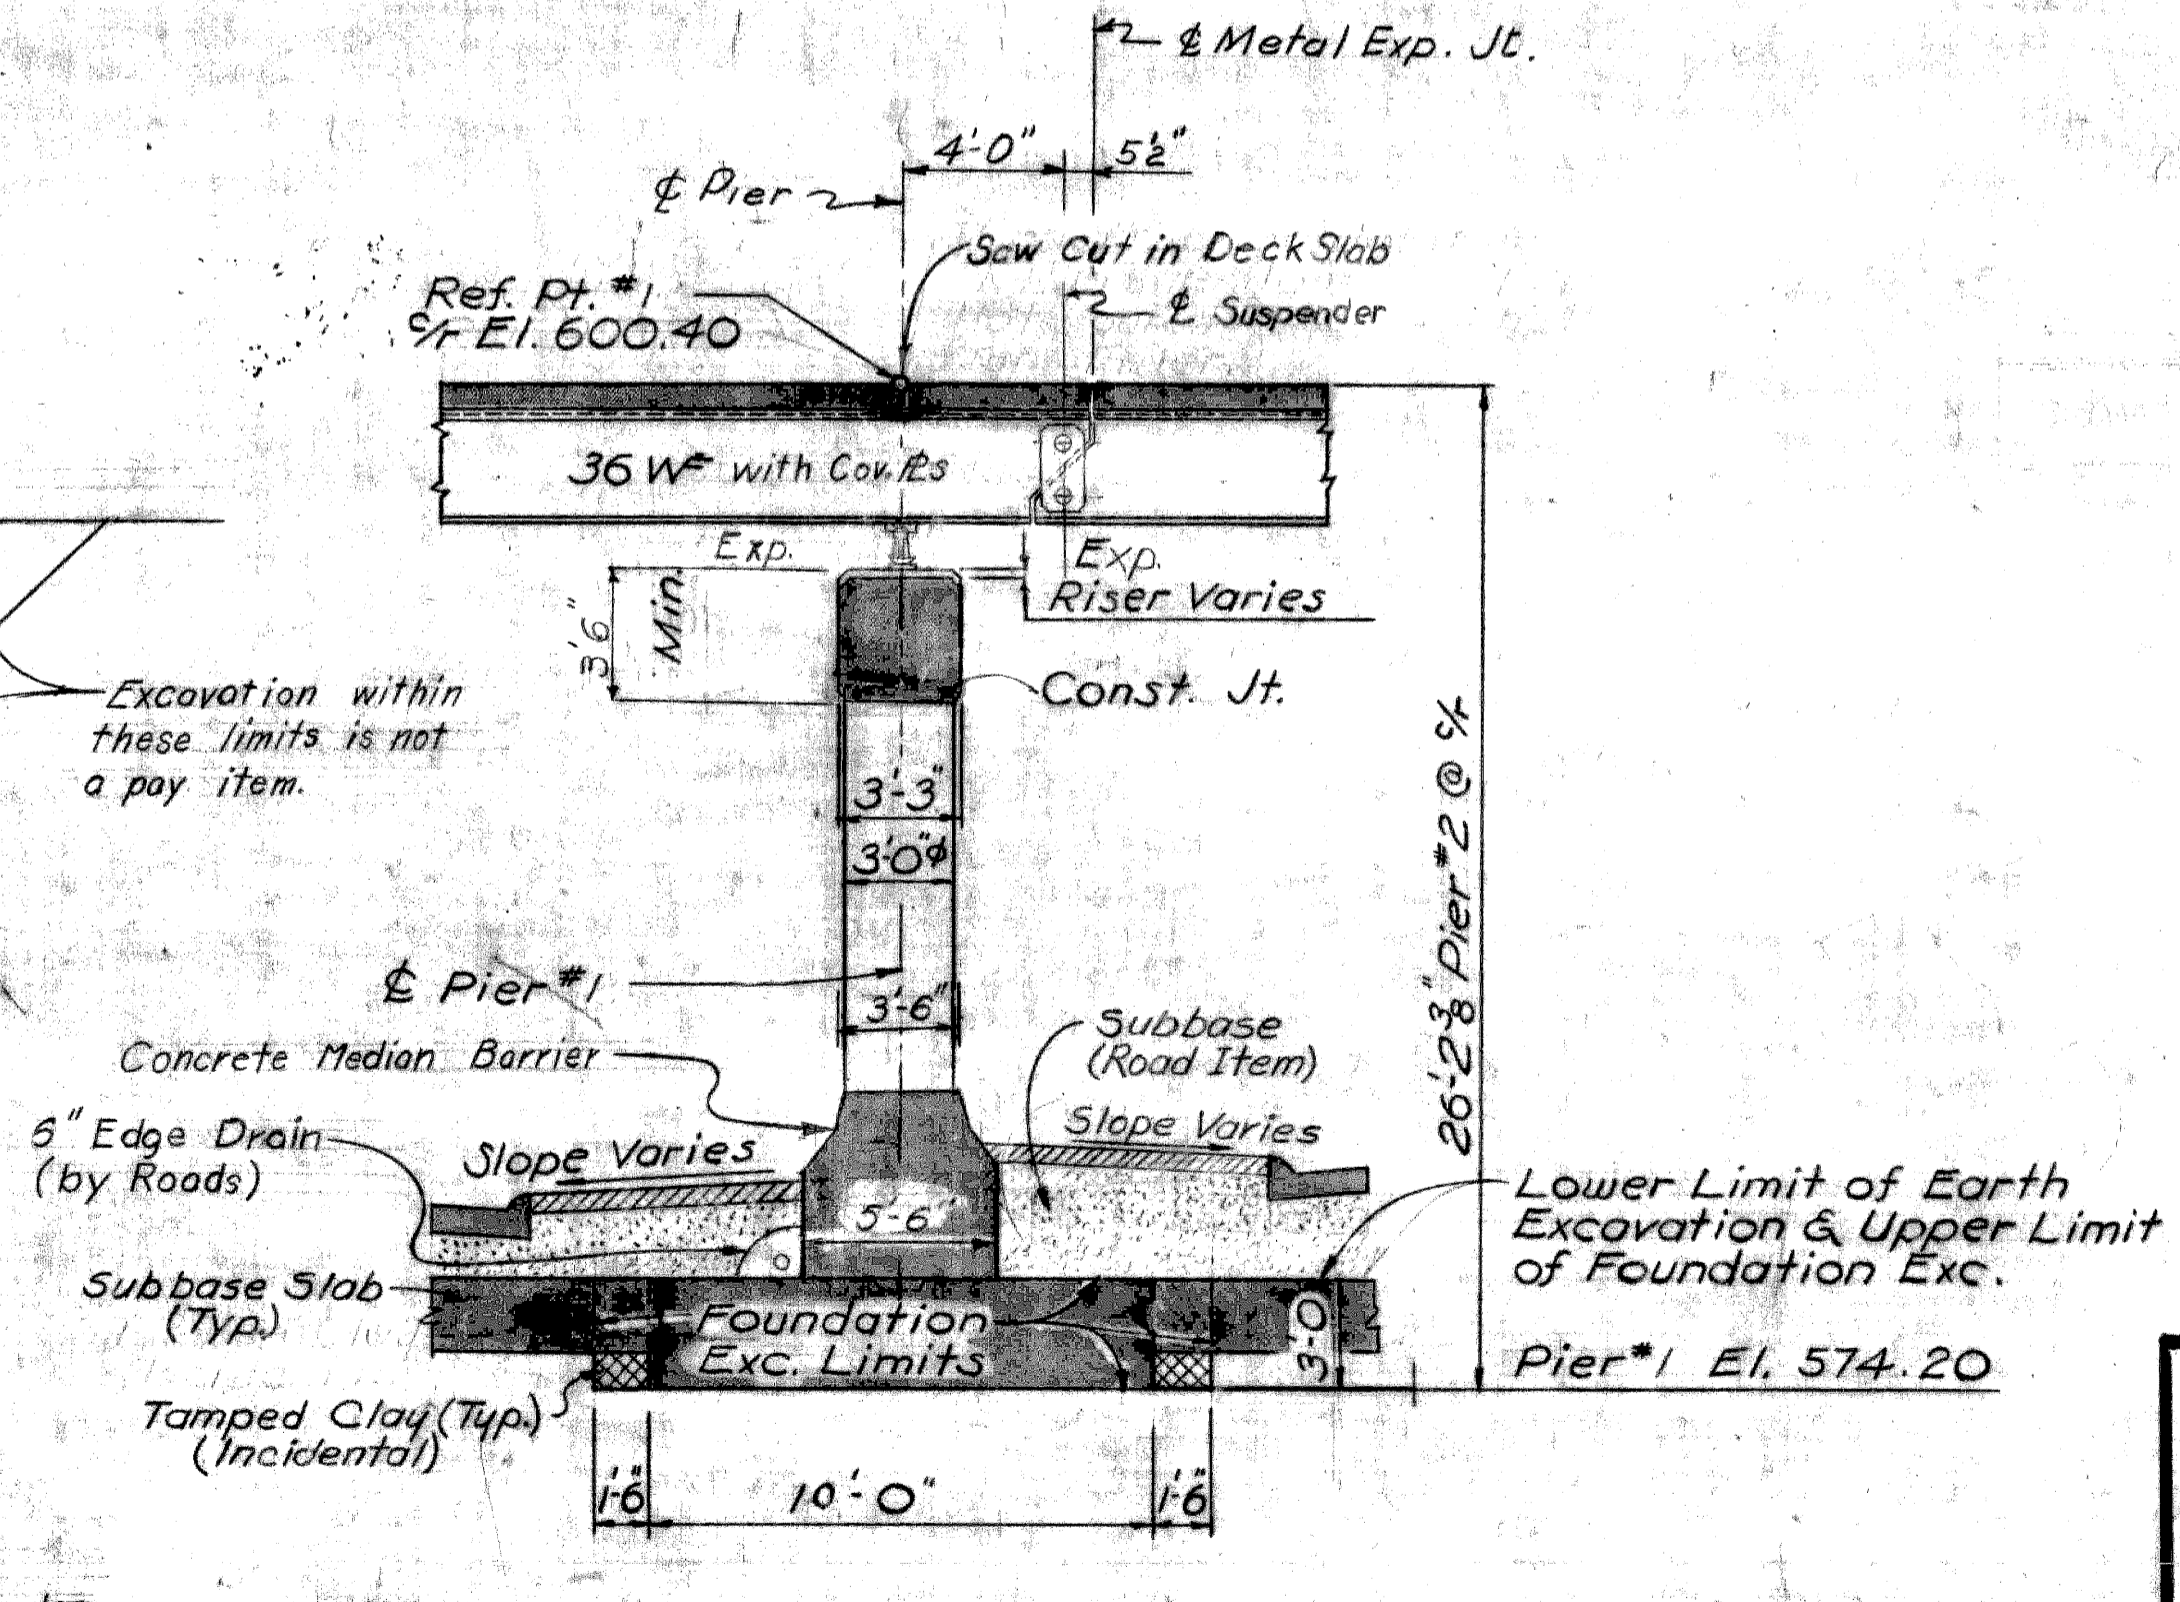 ℄ Metal Exp. Jt.
4'-0"
5½"
℄ Pier
Saw Cut in Deck Slab
Ref. Pt. #1
c/r El. 600.40
℄ Suspender
36 WF with Cov. ℙs
Exp.
Exp.
Riser Varies
3'6"
Min.
Const. Jt.
Excavation within
these limits is not
a pay item.
3'-3"
3'-0"ϕ
26'-2⅜" Pier #2 @ c/r
℄ Pier #1
3'-6"
Concrete Median Barrier
Subbase
(Road Item)
6" Edge Drain
(by Roads)
Slope Varies
Slope Varies
5'-6"
Lower Limit of Earth
Excavation & Upper Limit
of Foundation Exc.
Subbase Slab
(Typ.)
Foundation
Exc. Limits
3'-0
Pier #1 El. 574.20
Tamped Clay (Typ.)
(Incidental)
1'-6"
10'-0"
1'-6"